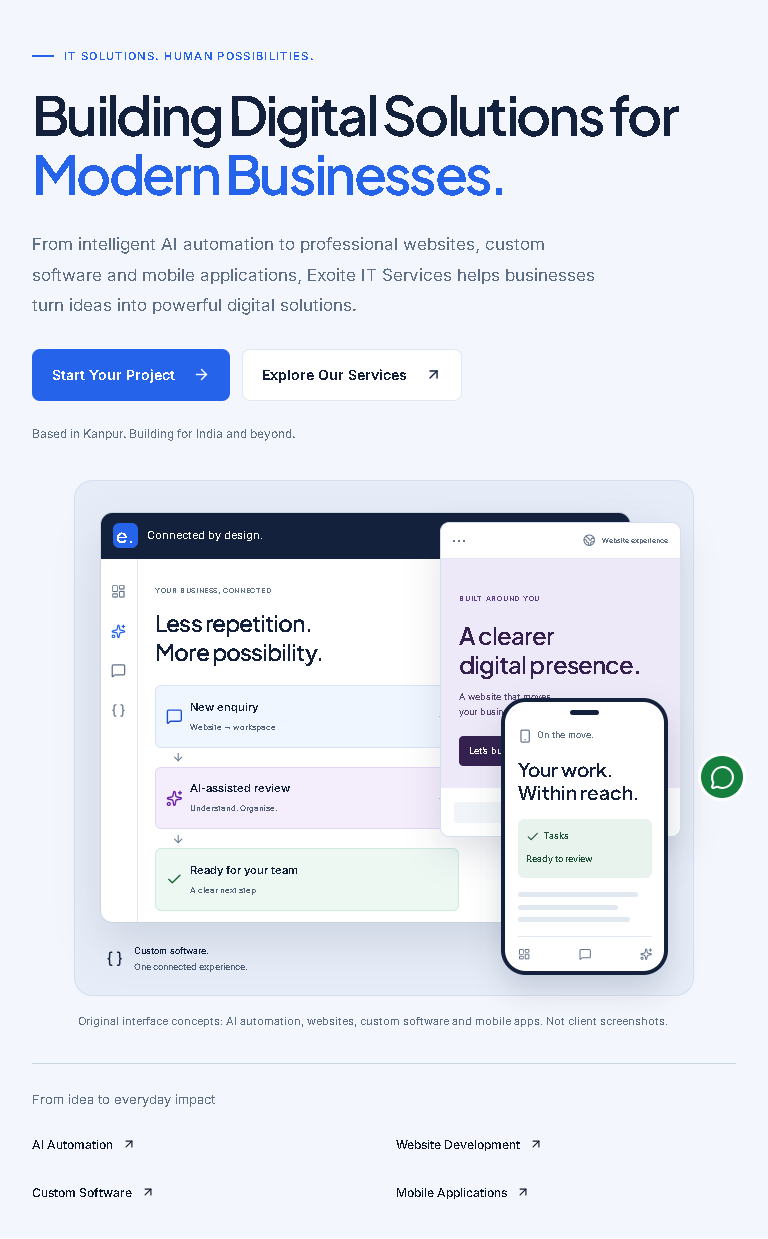 IT SOLUTIONS. HUMAN POSSIBILITIES.
Building Digital Solutions for
Modern Businesses.
From intelligent AI automation to professional websites, custom
software and mobile applications, Exoite IT Services helps businesses
turn ideas into powerful digital solutions.
Start Your Project
Explore Our Services
Based in Kanpur. Building for India and beyond.
e. Connected by design.
YOUR BUSINESS, CONNECTED
Less repetition.
More possibility.
New enquiry
Website → workspace
AI-assisted review
Understand. Organise.
Ready for your team
A clear next step
Website experience
BUILT AROUND YOU
A clearer
digital presence.
A website that moves
your
Let's
On the move.
Your work.
Within reach.
Tasks
Ready to review
{ } Custom software.
One connected experience.
Original interface concepts: AI automation, websites, custom software and mobile apps. Not client screenshots.
From idea to everyday impact
AI Automation
Website Development
Custom Software
Mobile Applications